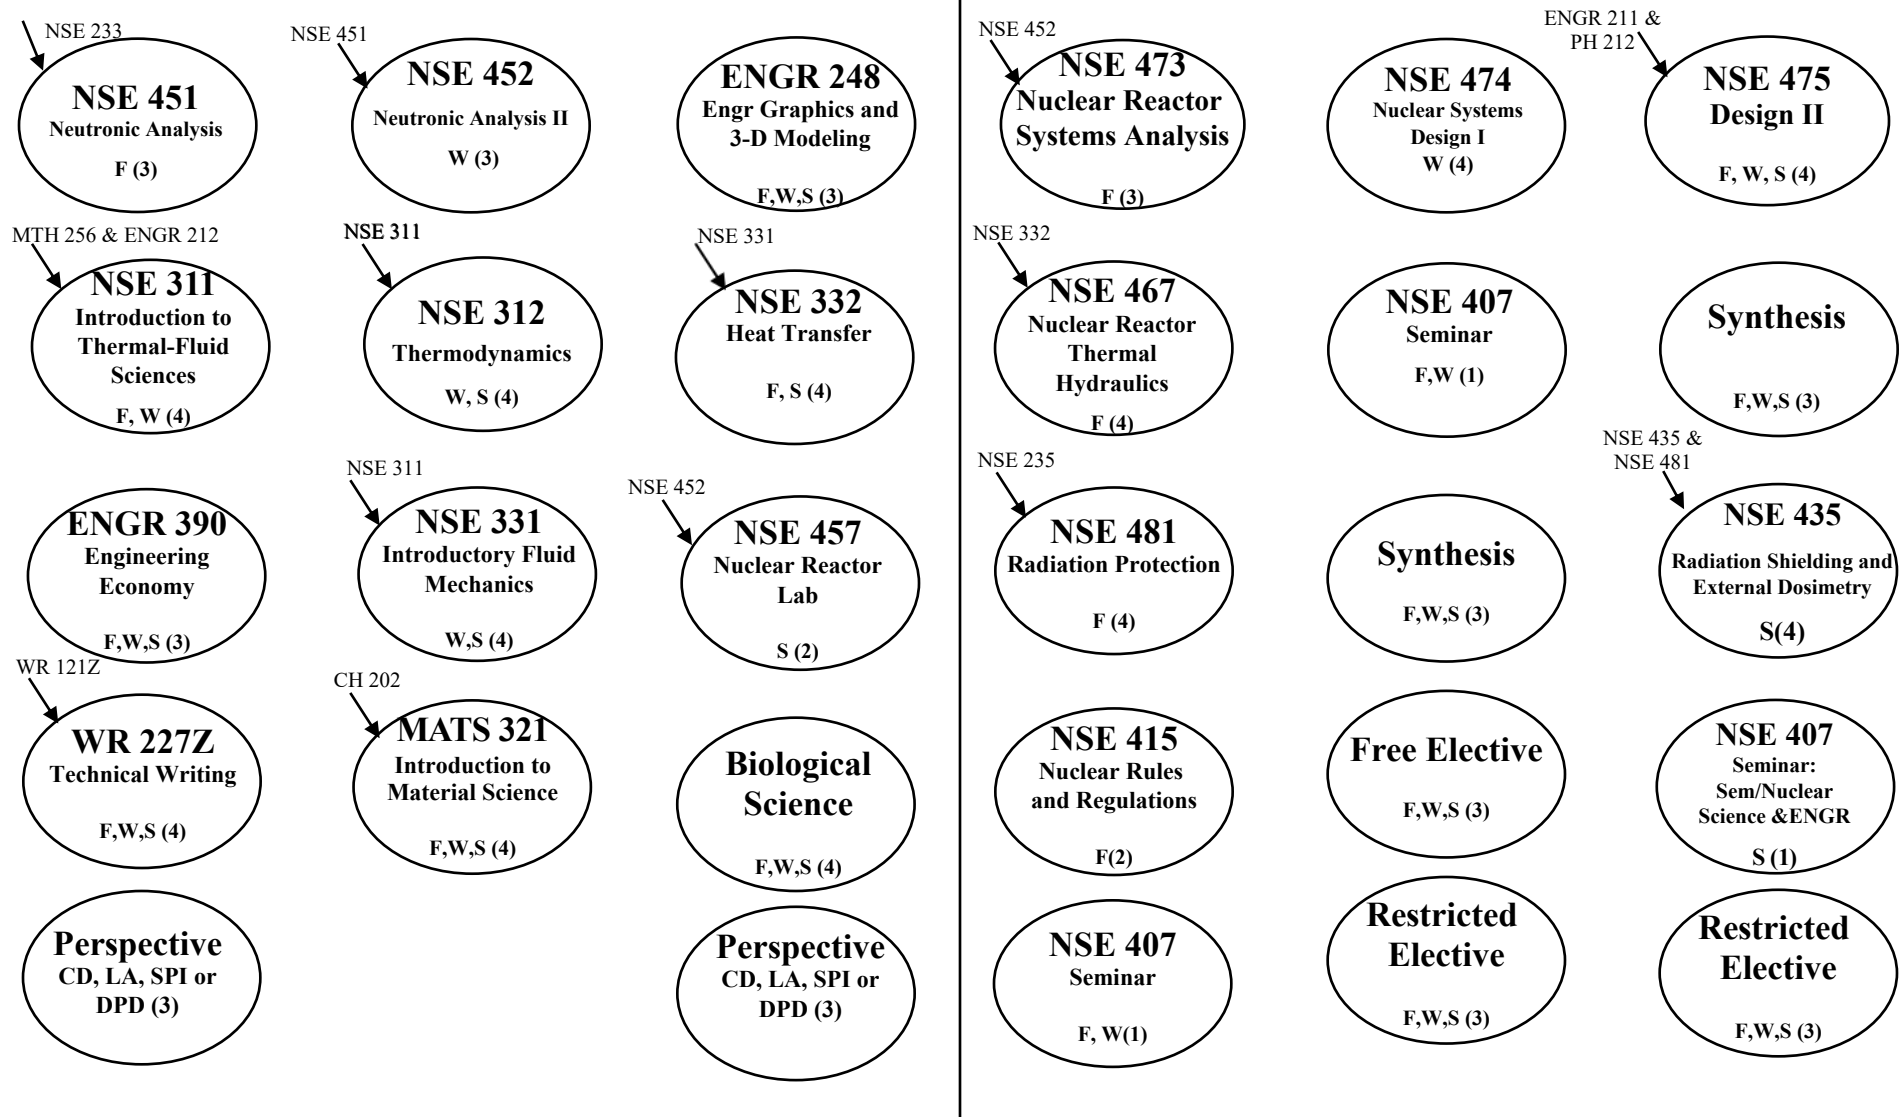 NSE 233
NSE 451
Neutronic Analysis
F (3)
NSE 451
NSE 452
Neutronic Analysis II
W (3)
ENGR 248
Engr Graphics and
3-D Modeling
F,W,S (3)
MTH 256 & ENGR 212
NSE 311
Introduction to
Thermal-Fluid
Sciences
F, W (4)
NSE 311
NSE 312
Thermodynamics
W, S (4)
NSE 331
NSE 332
Heat Transfer
F, S (4)
ENGR 390
Engineering
Economy
F,W,S (3)
NSE 311
NSE 331
Introductory Fluid
Mechanics
W,S (4)
NSE 452
NSE 457
Nuclear Reactor
Lab
S (2)
WR 121Z
WR 227Z
Technical Writing
F,W,S (4)
CH 202
MATS 321
Introduction to
Material Science
F,W,S (4)
Biological
Science
F,W,S (4)
Perspective
CD, LA, SPI or
DPD (3)
Perspective
CD, LA, SPI or
DPD (3)
NSE 452
NSE 473
Nuclear Reactor
Systems Analysis
F (3)
NSE 474
Nuclear Systems
Design I
W (4)
ENGR 211 &
PH 212
NSE 475
Design II
F, W, S (4)
NSE 332
NSE 467
Nuclear Reactor
Thermal
Hydraulics
F (4)
NSE 407
Seminar
F,W (1)
Synthesis
F,W,S (3)
NSE 235
NSE 481
Radiation Protection
F (4)
Synthesis
F,W,S (3)
NSE 435 &
NSE 481
NSE 435
Radiation Shielding and
External Dosimetry
S(4)
NSE 415
Nuclear Rules
and Regulations
F(2)
Free Elective
F,W,S (3)
NSE 407
Seminar:
Sem/Nuclear
Science &ENGR
S (1)
NSE 407
Seminar
F, W(1)
Restricted
Elective
F,W,S (3)
Restricted
Elective
F,W,S (3)